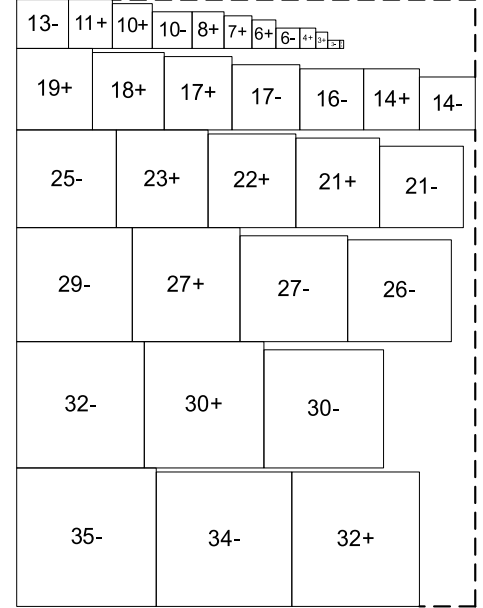 13- 11+ 10+ 10- 8+ 7+ 6+ 6- 4+ 3+
19+ 18+ 17+ 17- 16- 14+ 14-
25- 23+ 22+ 21+ 21-
29- 27+ 27- 26-
32- 30+ 30-
35- 34- 32+